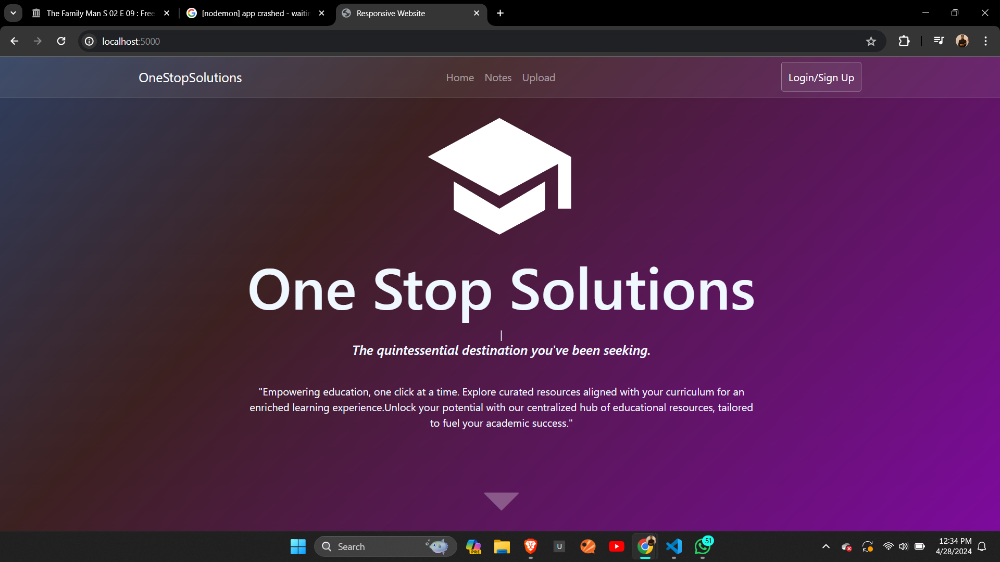 The Family Man S 02 E 09 : Free
[nodemon] app crashed - waitin
Responsive Website
localhost:5000
OneStopSolutions
Home Notes Upload
Login/Sign Up
One Stop Solutions
|
The quintessential destination you've been seeking.
"Empowering education, one click at a time. Explore curated resources aligned with your curriculum for an
enriched learning experience.Unlock your potential with our centralized hub of educational resources, tailored
to fuel your academic success."
Search
PRE
U
51
12:34 PM
4/28/2024